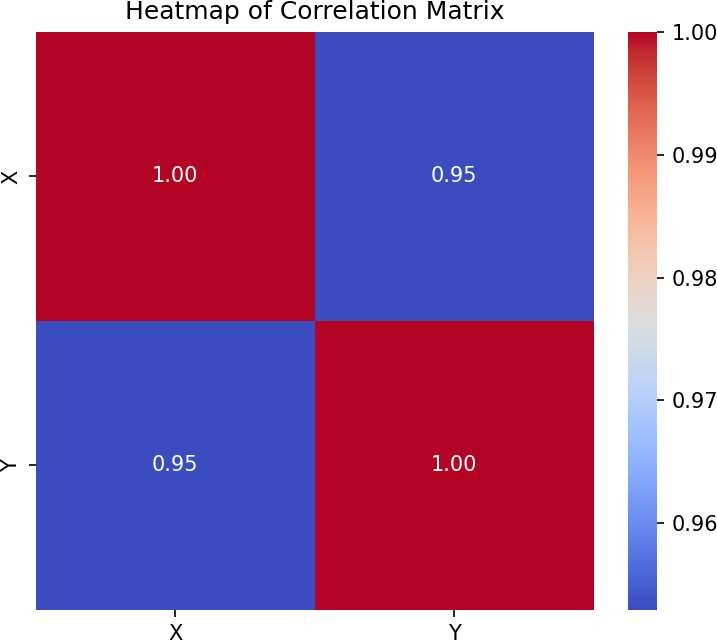 Heatmap of Correlation Matrix
1.00
X
1.00
0.95
0.99
0.98
0.97
Y
0.95
1.00
0.96
X
Y